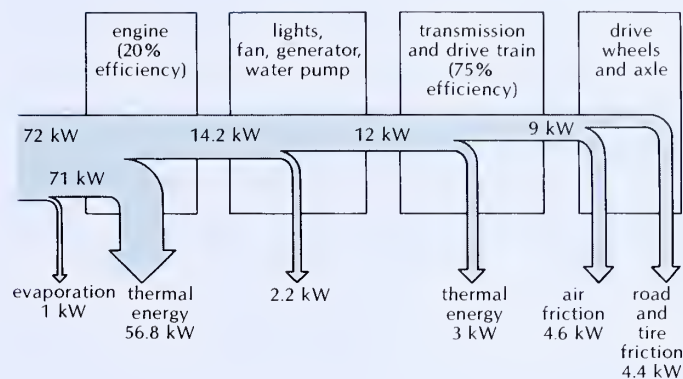 engine
(20%
efficiency)
lights,
fan, generator,
water pump
transmission
and drive train
(75%
efficiency)
drive
wheels
and axle
72 kW
14.2 kW
12 kW
9 kW
71 kW
evaporation
1 kW
thermal
energy
56.8 kW
2.2 kW
thermal
energy
3 kW
air
friction
4.6 kW
road
and
tire
friction
4.4 kW